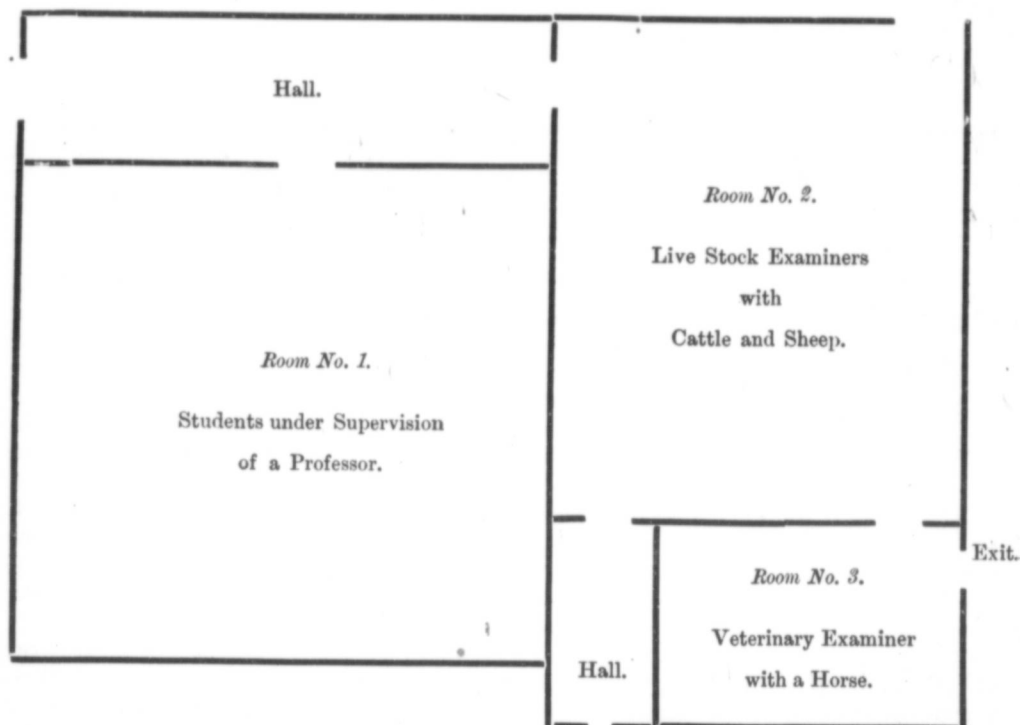 Hall.
Room No. 2.
Live Stock Examiners
with
Cattle and Sheep.
Room No. 1.
Students under Supervision
of a Professor.
Exit.
Room No. 3.
Veterinary Examiner
with a Horse.
Hall.